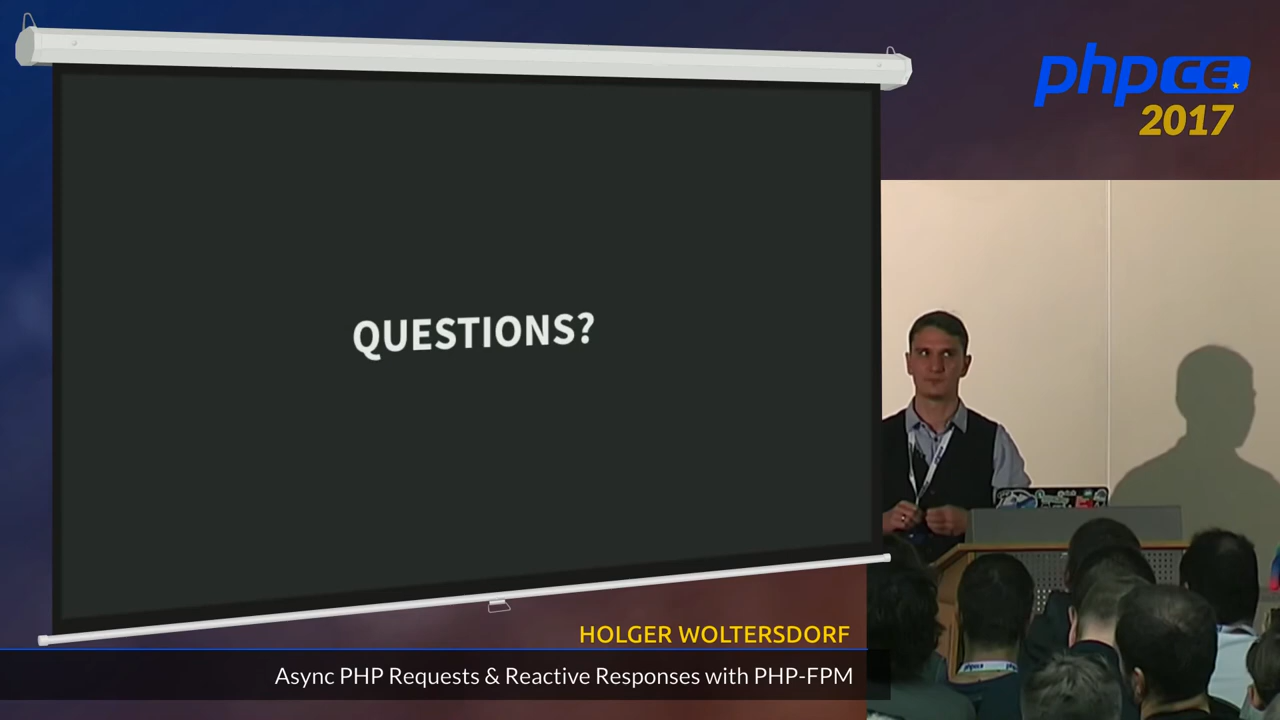 phpCE
2017
QUESTIONS?
HOLGER WOLTERSDORF
Async PHP Requests & Reactive Responses with PHP-FPM